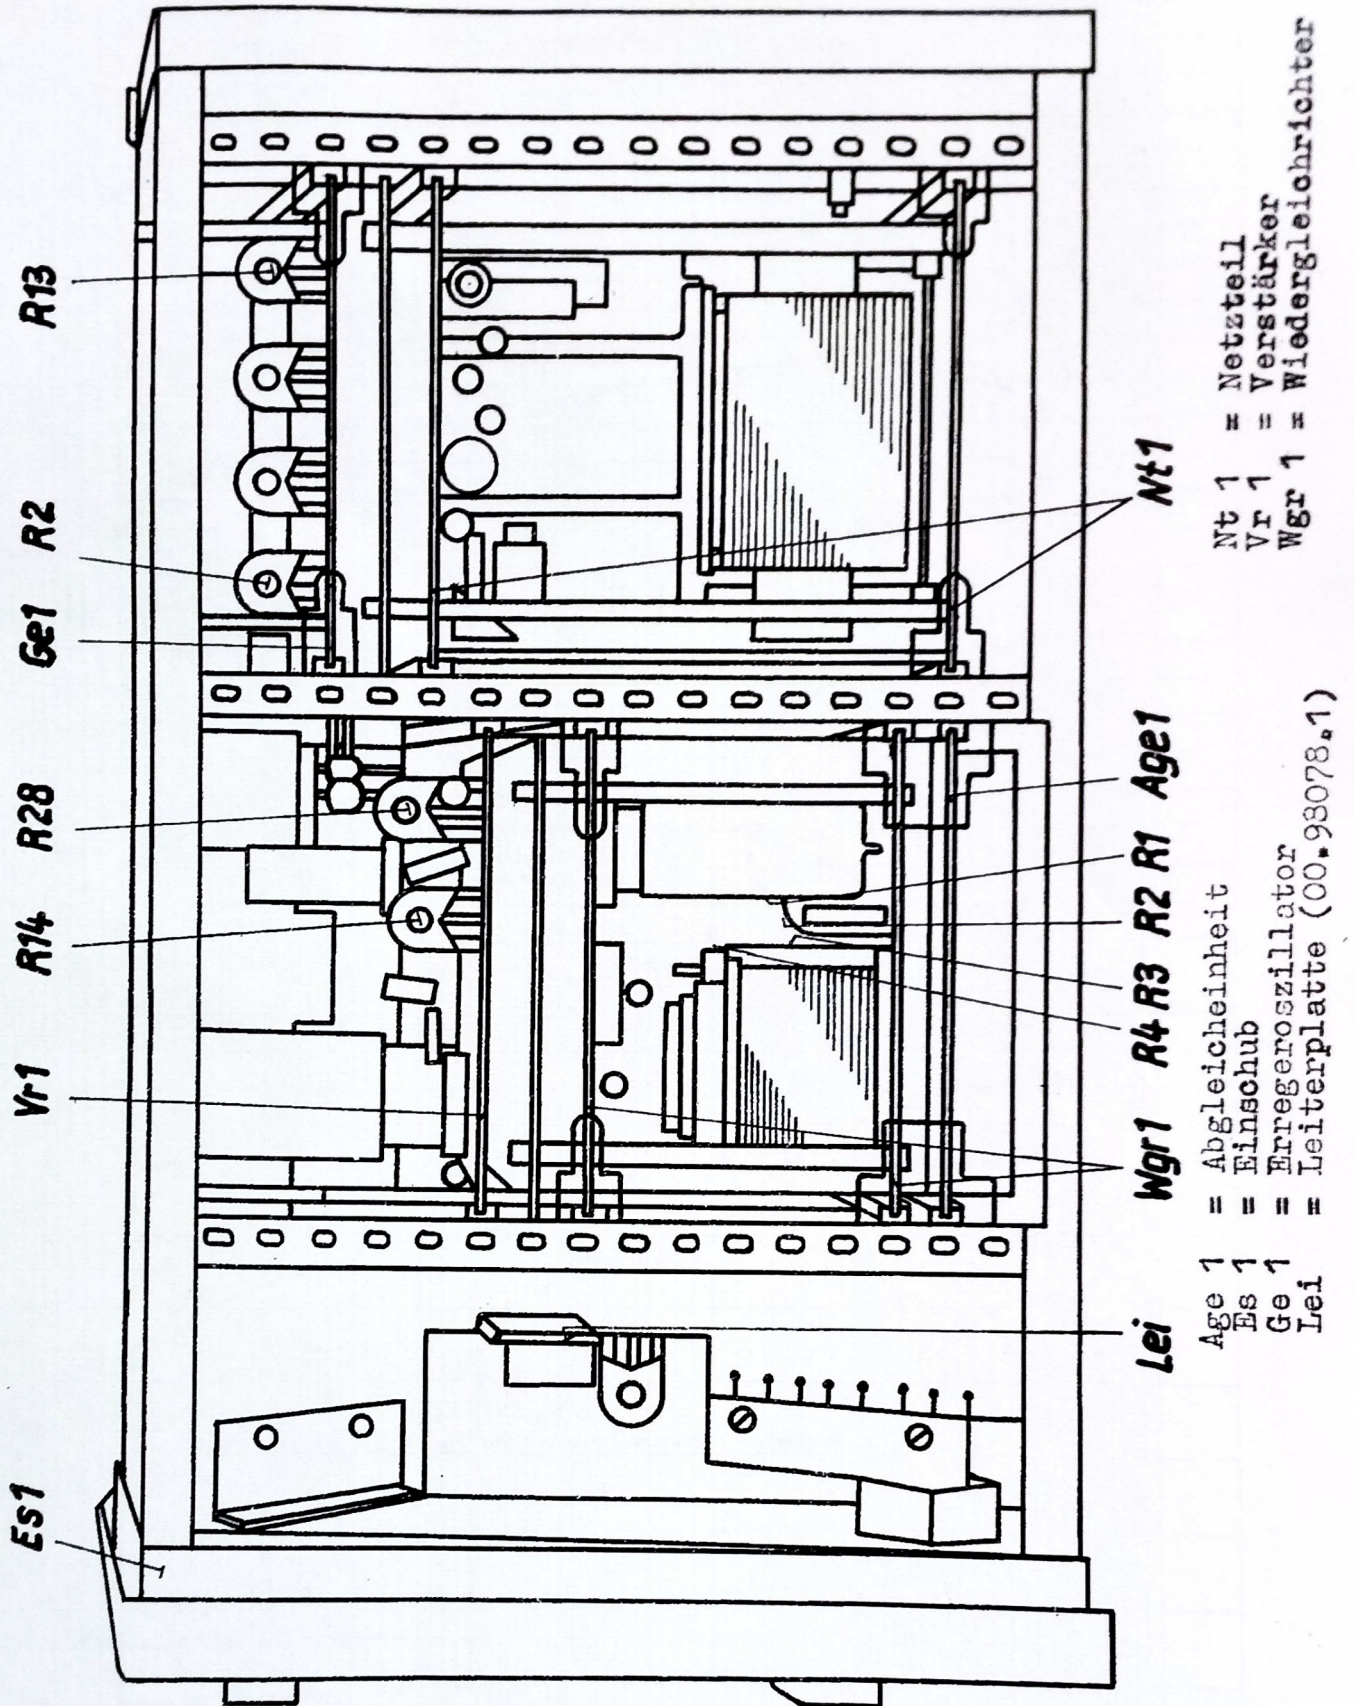 Es1 Vr1 R14 R28 Ge1 R2 R13
Lei Wgr1 R4 R3 R2 R1 Age1 Nt1
Age 1 = Abgleicheinheit
Es 1 = Einschub
Ge 1 = Erregeroszillator
Lei = Leiterplatte (00.98078.1)
Nt 1 = Netzteil
Vr 1 = Verstärker
Wgr 1 = Wiedergleichrichter